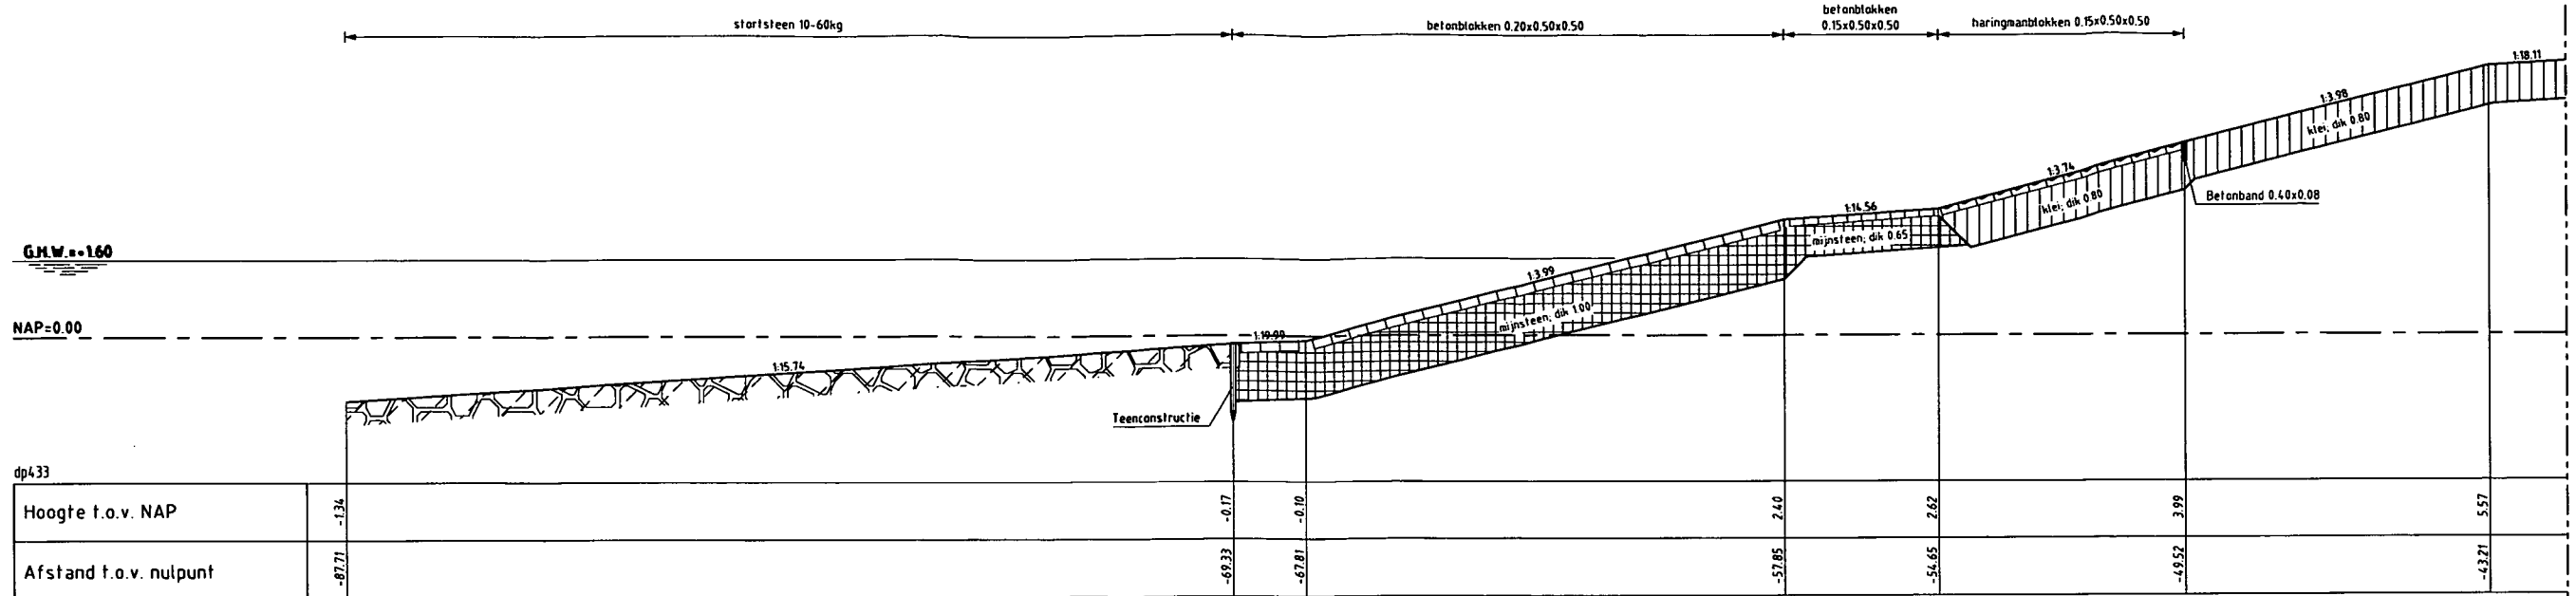 stortsteen 10-60kg
betonblokken 0.20x0.50x0.50
betonblokken
0.15x0.50x0.50
haringmanblokken 0.15x0.50x0.50
1:18.11
1:3.98
klei; dik 0.80
1:3.74
klei; dik 0.80
Betonband 0.40x0.08
1:14.56
mijnsteen; dik 0.65
G.H.W.=+1.60
1:3.99
mijnsteen; dik 1.00
NAP=0.00
1:19.99
1:15.74
Teenconstructie
dp433
Hoogte t.o.v. NAP -1.34 -0.17 -0.10 2.40 2.62 3.99 5.57
Afstand t.o.v. nulpunt -87.71 -69.33 -67.81 -57.85 -54.65 -49.52 -43.21